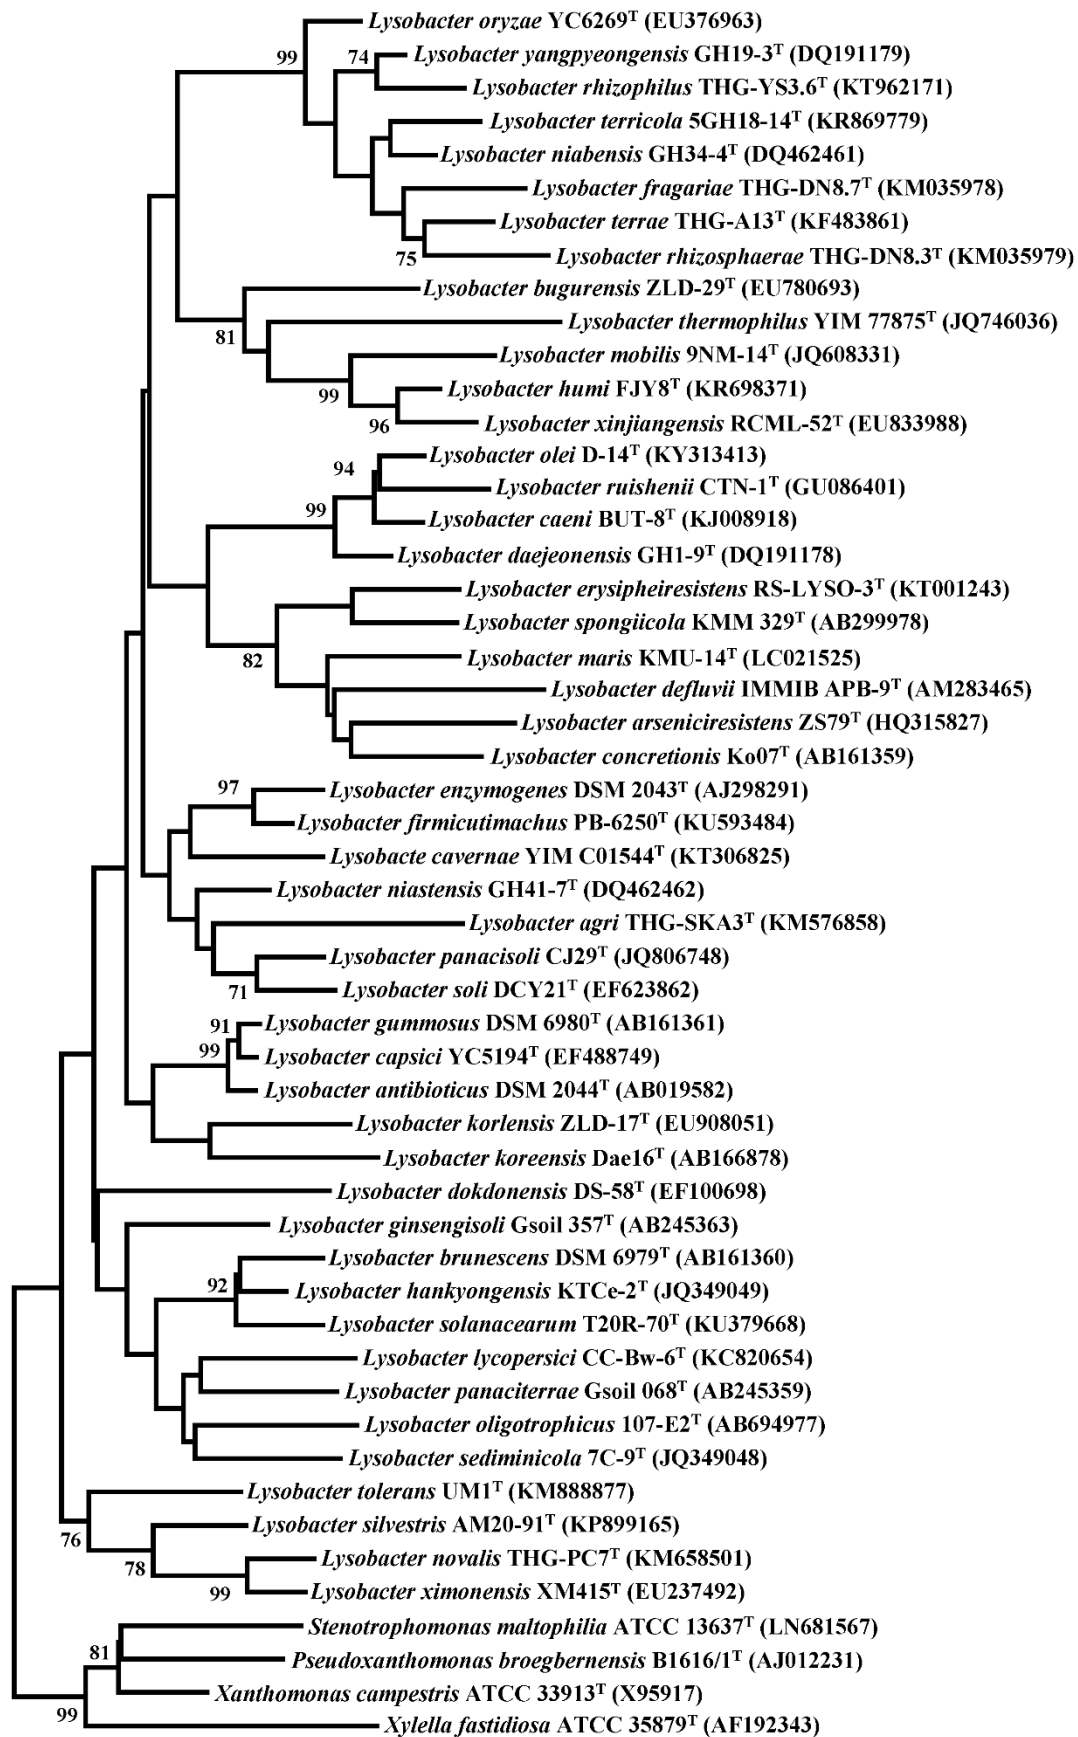 Lysobacter oryzae YC6269ᵀ (EU376963)
99
74
Lysobacter yangpyeongensis GH19-3ᵀ (DQ191179)
Lysobacter rhizophilus THG-YS3.6ᵀ (KT962171)
Lysobacter terricola 5GH18-14ᵀ (KR869779)
Lysobacter niabensis GH34-4ᵀ (DQ462461)
Lysobacter fragariae THG-DN8.7ᵀ (KM035978)
Lysobacter terrae THG-A13ᵀ (KF483861)
75
Lysobacter rhizosphaerae THG-DN8.3ᵀ (KM035979)
Lysobacter bugurensis ZLD-29ᵀ (EU780693)
81
Lysobacter thermophilus YIM 77875ᵀ (JQ746036)
Lysobacter mobilis 9NM-14ᵀ (JQ608331)
99
Lysobacter humi FJY8ᵀ (KR698371)
96
Lysobacter xinjiangensis RCML-52ᵀ (EU833988)
Lysobacter olei D-14ᵀ (KY313413)
94
Lysobacter ruishenii CTN-1ᵀ (GU086401)
99
Lysobacter caeni BUT-8ᵀ (KJ008918)
Lysobacter daejeonensis GH1-9ᵀ (DQ191178)
Lysobacter erysipheiresistens RS-LYSO-3ᵀ (KT001243)
Lysobacter spongiicola KMM 329ᵀ (AB299978)
82
Lysobacter maris KMU-14ᵀ (LC021525)
Lysobacter defluvii IMMIB APB-9ᵀ (AM283465)
Lysobacter arseniciresistens ZS79ᵀ (HQ315827)
Lysobacter concretionis Ko07ᵀ (AB161359)
97
Lysobacter enzymogenes DSM 2043ᵀ (AJ298291)
Lysobacter firmicutimachus PB-6250ᵀ (KU593484)
Lysobacte cavernae YIM C01544ᵀ (KT306825)
Lysobacter niastensis GH41-7ᵀ (DQ462462)
Lysobacter agri THG-SKA3ᵀ (KM576858)
Lysobacter panacisoli CJ29ᵀ (JQ806748)
71
Lysobacter soli DCY21ᵀ (EF623862)
91
Lysobacter gummosus DSM 6980ᵀ (AB161361)
99
Lysobacter capsici YC5194ᵀ (EF488749)
Lysobacter antibioticus DSM 2044ᵀ (AB019582)
Lysobacter korlensis ZLD-17ᵀ (EU908051)
Lysobacter koreensis Dae16ᵀ (AB166878)
Lysobacter dokdonensis DS-58ᵀ (EF100698)
Lysobacter ginsengisoli Gsoil 357ᵀ (AB245363)
Lysobacter brunescens DSM 6979ᵀ (AB161360)
92
Lysobacter hankyongensis KTCe-2ᵀ (JQ349049)
Lysobacter solanacearum T20R-70ᵀ (KU379668)
Lysobacter lycopersici CC-Bw-6ᵀ (KC820654)
Lysobacter panaciterrae Gsoil 068ᵀ (AB245359)
Lysobacter oligotrophicus 107-E2ᵀ (AB694977)
Lysobacter sediminicola 7C-9ᵀ (JQ349048)
Lysobacter tolerans UM1ᵀ (KM888877)
76
Lysobacter silvestris AM20-91ᵀ (KP899165)
78
Lysobacter novalis THG-PC7ᵀ (KM658501)
99
Lysobacter ximonensis XM415ᵀ (EU237492)
Stenotrophomonas maltophilia ATCC 13637ᵀ (LN681567)
81
Pseudoxanthomonas broegbernensis B1616/1ᵀ (AJ012231)
Xanthomonas campestris ATCC 33913ᵀ (X95917)
99
Xylella fastidiosa ATCC 35879ᵀ (AF192343)